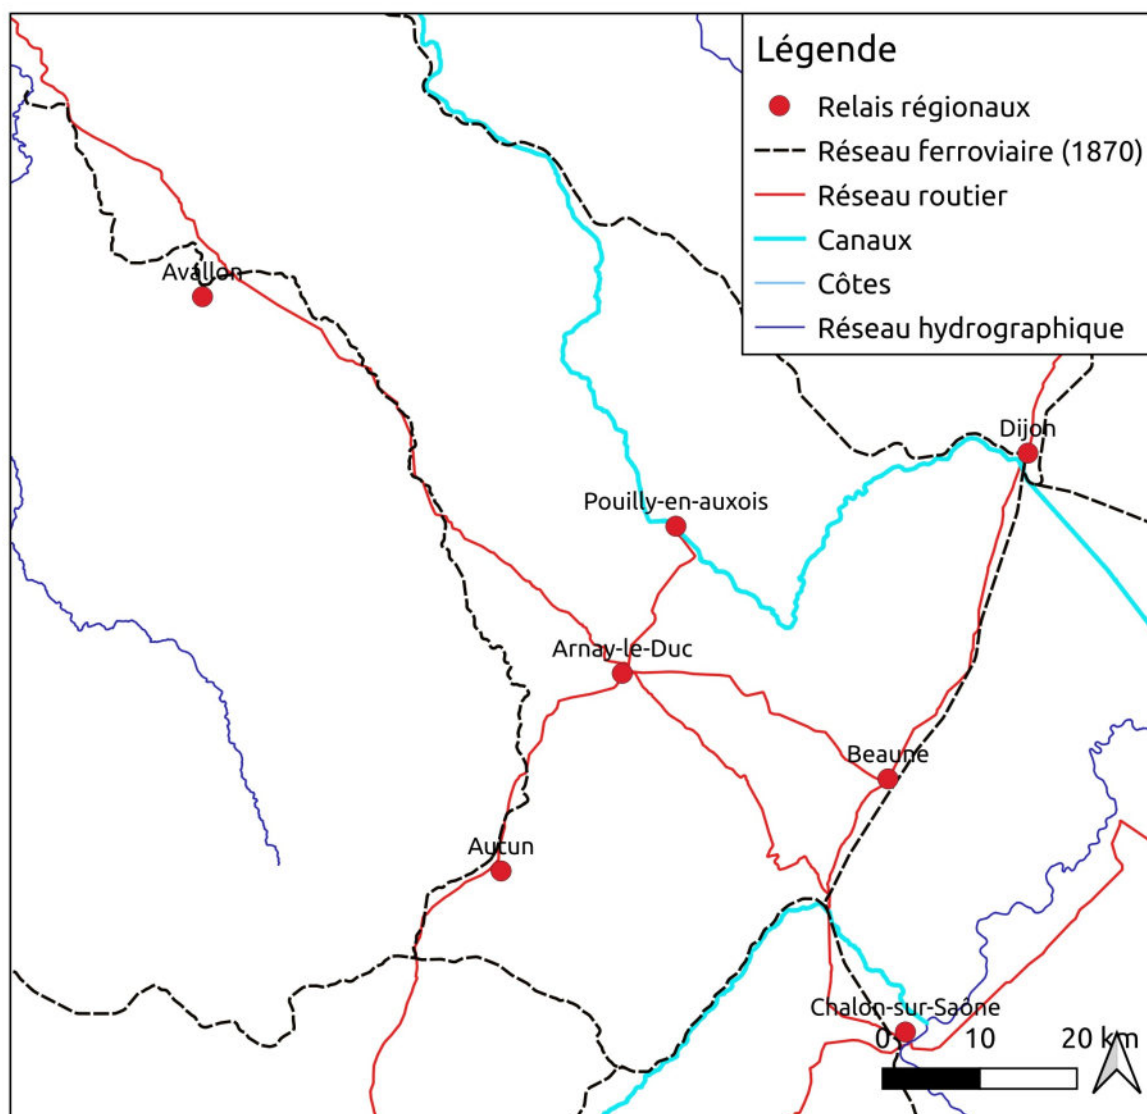 Légende
Relais régionaux
Réseau ferroviaire (1870)
Réseau routier
Canaux
Côtes
Réseau hydrographique
Avallon
Dijon
Pouilly-en-auxois
Arnay-le-Duc
Beaune
Autun
Chalon-sur-Saône
0 10 20 km